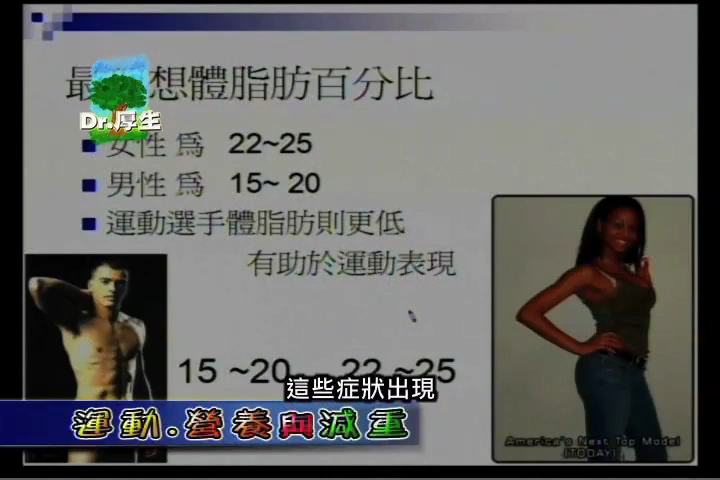 最 想體脂肪百分比
Dr.厚生
女性 為 22~25
男性 為 15~ 20
運動選手體脂肪則更低
有助於運動表現
15 ~20 22 ~25
這些症狀出現
運動.營養與減重
America's Next Top Model
(TODAY)